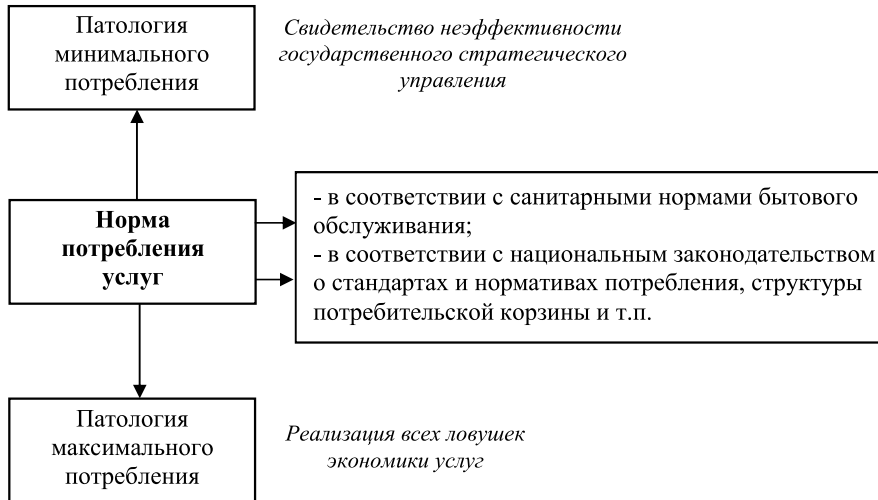 Патология
минимального
потребления
Свидетельство неэффективности
государственного стратегического
управления
Норма
потребления
услуг
- в соответствии с санитарными нормами бытового
обслуживания;
- в соответствии с национальным законодательством
о стандартах и нормативах потребления, структуры
потребительской корзины и т.п.
Патология
максимального
потребления
Реализация всех ловушек
экономики услуг